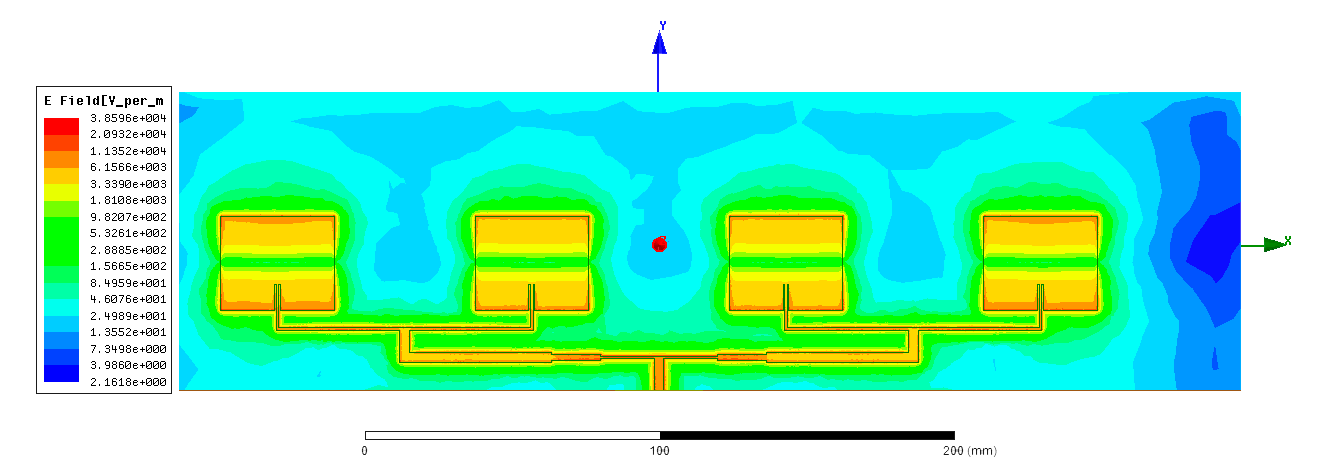 Y
E Field[V_per_m
3.8596e+004
2.0932e+004
1.1352e+004
6.1566e+003
3.3390e+003
1.8108e+003
9.8207e+002
5.3261e+002
2.8885e+002
1.5665e+002
8.4959e+001
4.6076e+001
2.4989e+001
1.3552e+001
7.3498e+000
3.9860e+000
2.1618e+000
X
0 100 200 (mm)